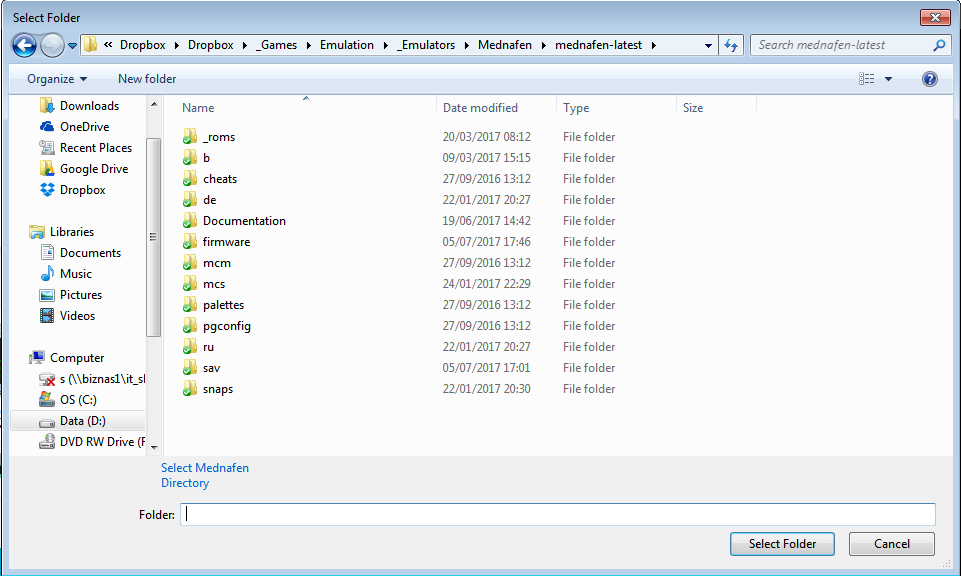 Select Folder
« Dropbox Dropbox _Games Emulation _Emulators Mednafen mednafen-latest
Search mednafen-latest
Organize New folder
Downloads
OneDrive
Recent Places
Google Drive
Dropbox
Libraries
Documents
Music
Pictures
Videos
Computer
s (\\biznas1\it_sl
OS (C:)
Data (D:)
DVD RW Drive (F
Name Date modified Type Size
_roms 20/03/2017 08:12 File folder
b 09/03/2017 15:15 File folder
cheats 27/09/2016 13:12 File folder
de 22/01/2017 20:27 File folder
Documentation 19/06/2017 14:42 File folder
firmware 05/07/2017 17:46 File folder
mcm 27/09/2016 13:12 File folder
mcs 24/01/2017 22:29 File folder
palettes 27/09/2016 13:12 File folder
pgconfig 27/09/2016 13:12 File folder
ru 22/01/2017 20:27 File folder
sav 05/07/2017 17:01 File folder
snaps 22/01/2017 20:30 File folder
Select Mednafen
Directory
Folder:
Select Folder Cancel